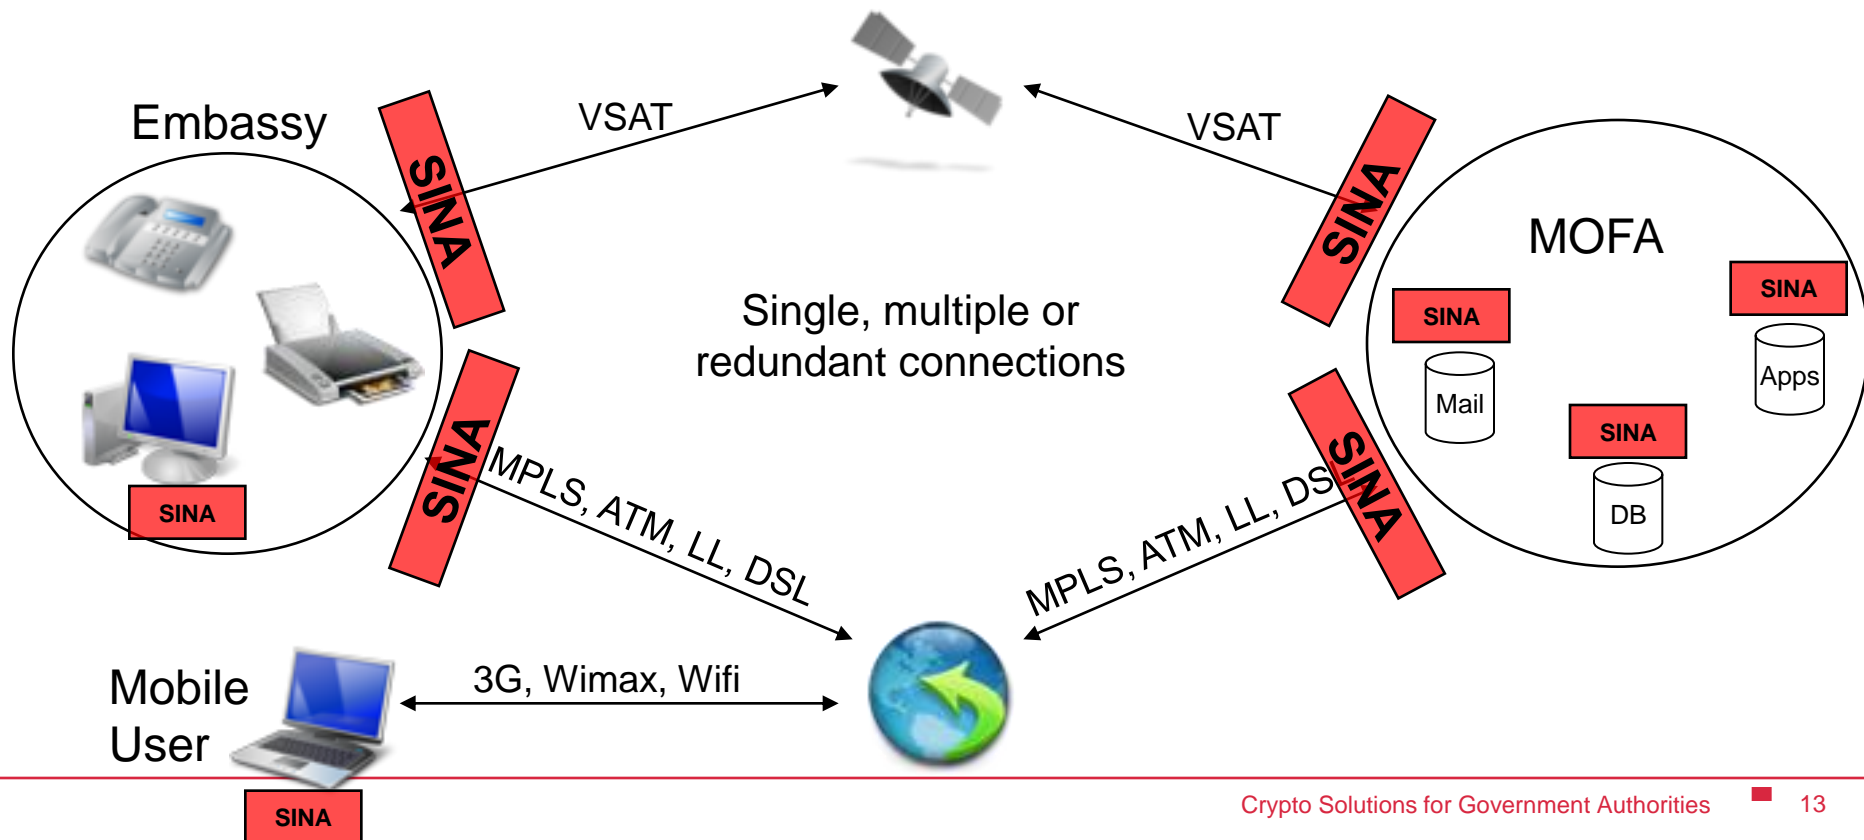 Embassy
VSAT
VSAT
SINA
SINA
MOFA
SINA
SINA
Mail
Apps
SINA
DB
Single, multiple or
redundant connections
SINA
SINA
SINA
MPLS, ATM, LL, DSL
MPLS, ATM, LL, DSL
Mobile
User
3G, Wimax, Wifi
SINA
Crypto Solutions for Government Authorities
13